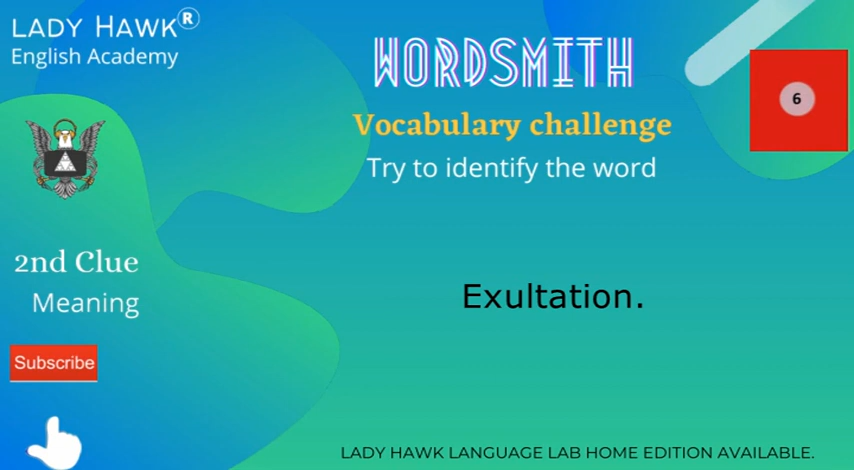 LADY HAWK®
English Academy
WORDSMITH
Vocabulary challenge
Try to identify the word
6
2nd Clue
Meaning
Exultation.
Subscribe
LADY HAWK LANGUAGE LAB HOME EDITION AVAILABLE.